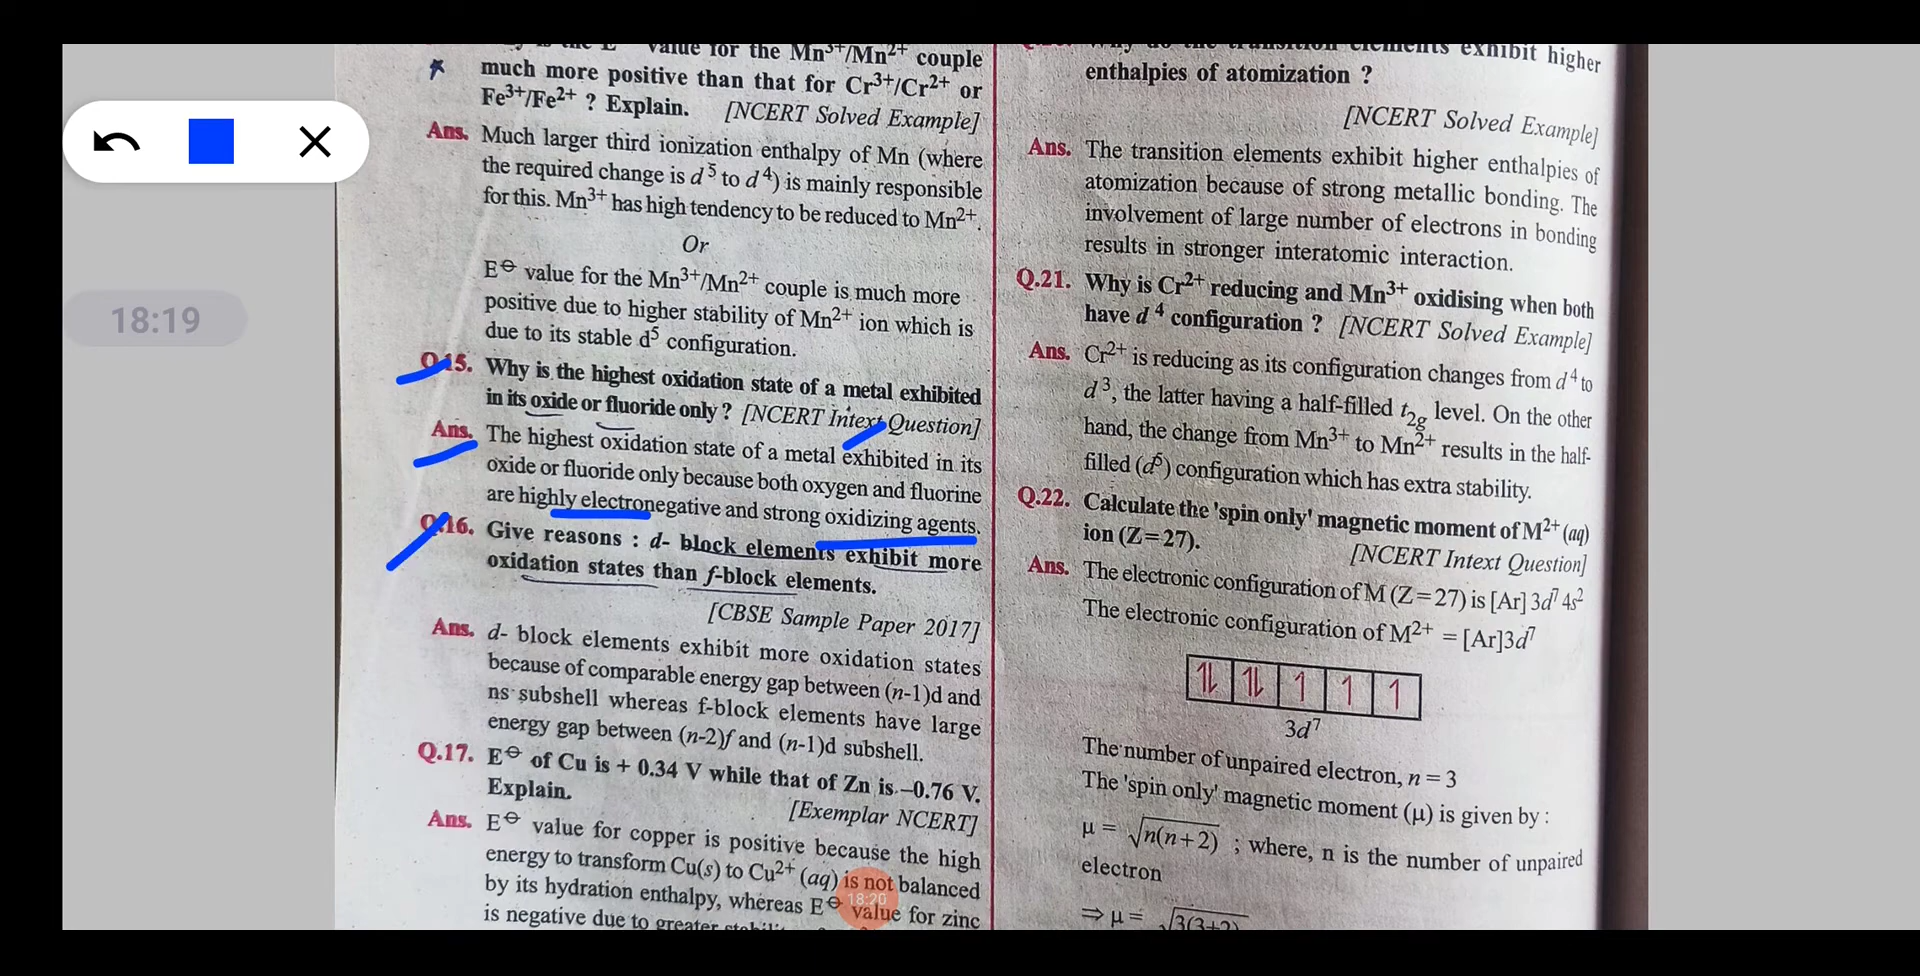 value for the Mn3+/Mn2+ couple
much more positive than that for Cr3+/Cr2+ or
Fe3+/Fe2+ ? Explain. [NCERT Solved Example]
Ans. Much larger third ionization enthalpy of Mn (where
the required change is d5 to d4) is mainly responsible
for this. Mn3+ has high tendency to be reduced to Mn2+.
Or
E⊖ value for the Mn3+/Mn2+ couple is much more
positive due to higher stability of Mn2+ ion which is
due to its stable d5 configuration.
Q.15. Why is the highest oxidation state of a metal exhibited
in its oxide or fluoride only ? [NCERT Intext Question]
Ans. The highest oxidation state of a metal exhibited in its
oxide or fluoride only because both oxygen and fluorine
are highly electronegative and strong oxidizing agents.
Q.16. Give reasons : d- block elements exhibit more
oxidation states than f-block elements.
[CBSE Sample Paper 2017]
Ans. d- block elements exhibit more oxidation states
because of comparable energy gap between (n-1)d and
ns subshell whereas f-block elements have large
energy gap between (n-2)f and (n-1)d subshell.
Q.17. E⊖ of Cu is + 0.34 V while that of Zn is –0.76 V.
Explain. [Exemplar NCERT]
Ans. E⊖ value for copper is positive because the high
energy to transform Cu(s) to Cu2+ (aq) is not balanced
by its hydration enthalpy, whereas E⊖ value for zinc
is negative due to greater
Why do the transition elements exhibit higher
enthalpies of atomization ?
[NCERT Solved Example]
Ans. The transition elements exhibit higher enthalpies of
atomization because of strong metallic bonding. The
involvement of large number of electrons in bonding
results in stronger interatomic interaction.
Q.21. Why is Cr2+ reducing and Mn3+ oxidising when both
have d4 configuration ? [NCERT Solved Example]
Ans. Cr2+ is reducing as its configuration changes from d4 to
d3, the latter having a half-filled t2g level. On the other
hand, the change from Mn3+ to Mn2+ results in the half-
filled (d5) configuration which has extra stability.
Q.22. Calculate the 'spin only' magnetic moment of M2+ (aq)
ion (Z=27). [NCERT Intext Question]
Ans. The electronic configuration of M (Z=27) is [Ar] 3d7 4s2
The electronic configuration of M2+ = [Ar]3d7
⥮ ⥮ ↿ ↿ ↿
3d7
The number of unpaired electron, n = 3
The 'spin only' magnetic moment (μ) is given by :
μ = √n(n+2) ; where, n is the number of unpaired
electron
⇒ μ = √3(3+2)
18:19
18:20